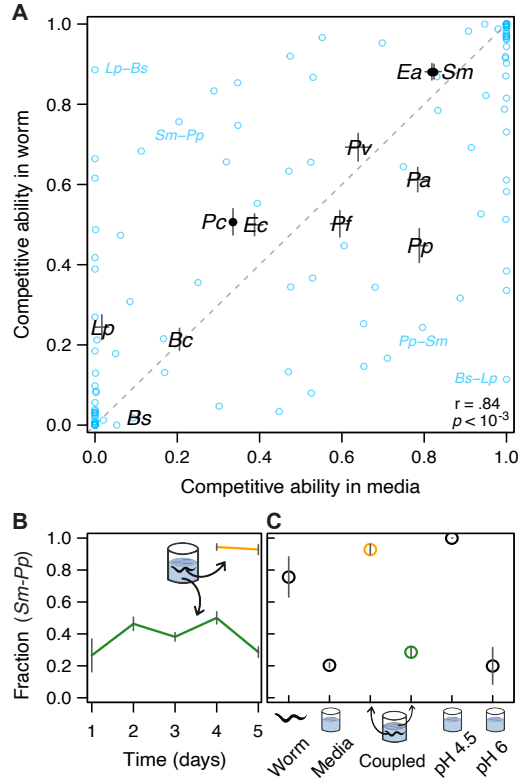 A
Competitive ability in worm
1.0
0.8
0.6
0.4
0.2
0.0
Lp–Bs
Sm–Pp
Ea
Sm
Pv
Pa
Pc
Ec
Pf
Pp
Lp
Bc
Bs
Pp–Sm
Bs–Lp
r = .84
p < 10⁻³
0.0 0.2 0.4 0.6 0.8 1.0
Competitive ability in media
B
Fraction (Sm-Pp)
1.0
0.8
0.6
0.4
0.2
0.0
1 2 3 4 5
Time (days)
C
Worm
Media
Coupled
pH 4.5
pH 6